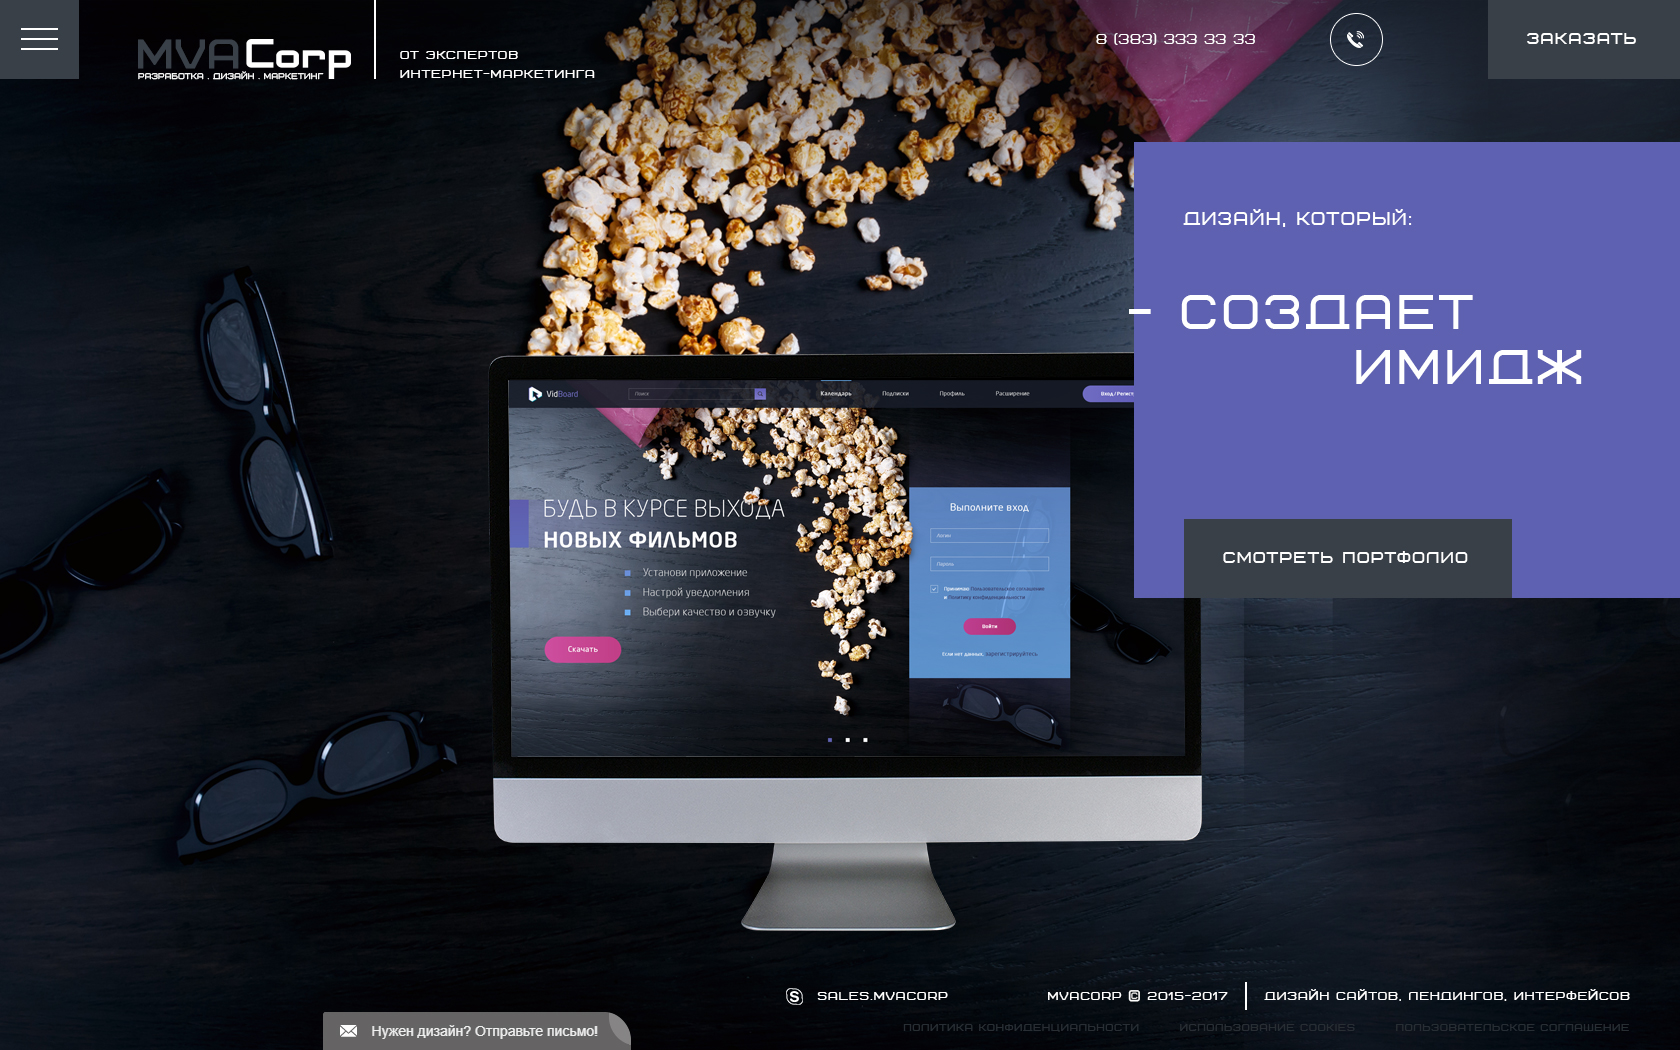 MVACorp
РАЗРАБОТКА . ДИЗАЙН . МАРКЕТИНГ
ОТ ЭКСПЕРТОВ
ИНТЕРНЕТ-МАРКЕТИНГА
8 (383) 333 33 33
ЗАКАЗАТЬ
ДИЗАЙН, КОТОРЫЙ:
- СОЗДАЕТ
ИМИДЖ
СМОТРЕТЬ ПОРТФОЛИО
VidBoard
Поиск
Календарь
Подписки
Профиль
Расширение
Вход / Регист
БУДЬ В КУРСЕ ВЫХОДА
НОВЫХ ФИЛЬМОВ
Установи приложение
Настрой уведомления
Выбери качество и озвучку
Скачать
Выполните вход
Логин
Пароль
Принимаю Пользовательское соглашение
и Политику конфиденциальности
Войти
Если нет данных, зарегистрируйтесь
SALES.MVACORP
MVACORP © 2015-2017
ДИЗАЙН САЙТОВ, ЛЕНДИНГОВ, ИНТЕРФЕЙСОВ
ПОЛИТИКА КОНФИДЕНЦИАЛЬНОСТИ
ИСПОЛЬЗОВАНИЕ COOKIES
ПОЛЬЗОВАТЕЛЬСКОЕ СОГЛАШЕНИЕ
Нужен дизайн? Отправьте письмо!